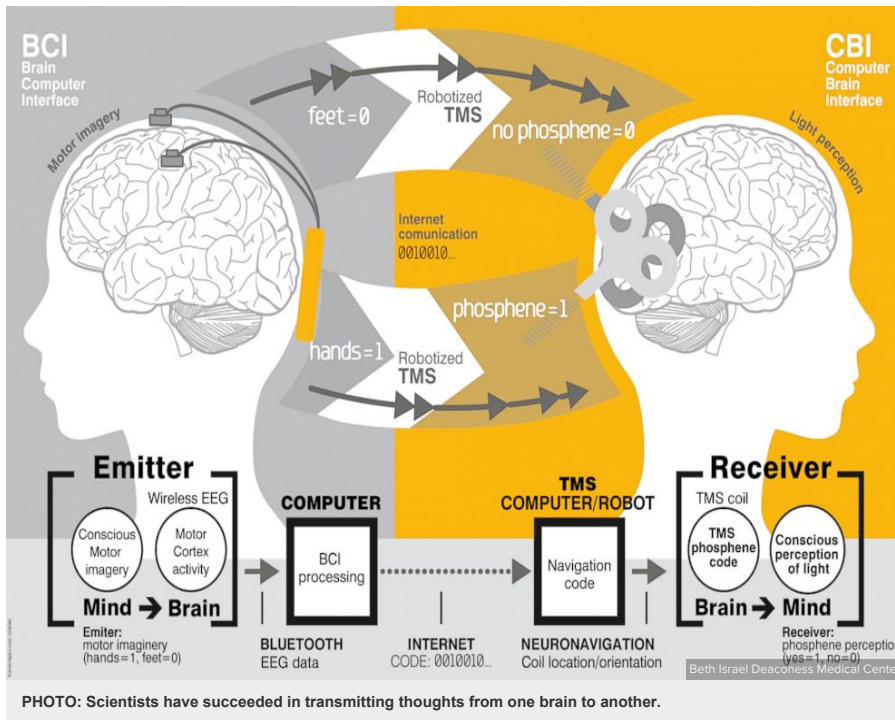 BCI
Brain
Computer
Interface
CBI
Computer
Brain
Interface
Motor imagery
Light perception
feet=0
Robotized
TMS
no phosphene=0
Internet
comunication
0010010...
phosphene=1
hands=1
Robotized
TMS
Emitter
Wireless EEG
Conscious
Motor
imagery
Motor
Cortex
activity
Mind
Brain
Emiter:
motor imaginery
(hands=1, feet=0)
COMPUTER
BCI
processing
BLUETOOTH
EEG data
INTERNET
CODE: 0010010...
TMS
COMPUTER/ROBOT
Navigation
code
NEURONAVIGATION
Coil location/orientation
Receiver
TMS coil
TMS
phosphene
code
Conscious
perception
of light
Brain
Mind
Receiver:
phosphene perceptio
(yes=1, no=0)
Beth Israel Deaconess Medical Cente
PHOTO: Scientists have succeeded in transmitting thoughts from one brain to another.